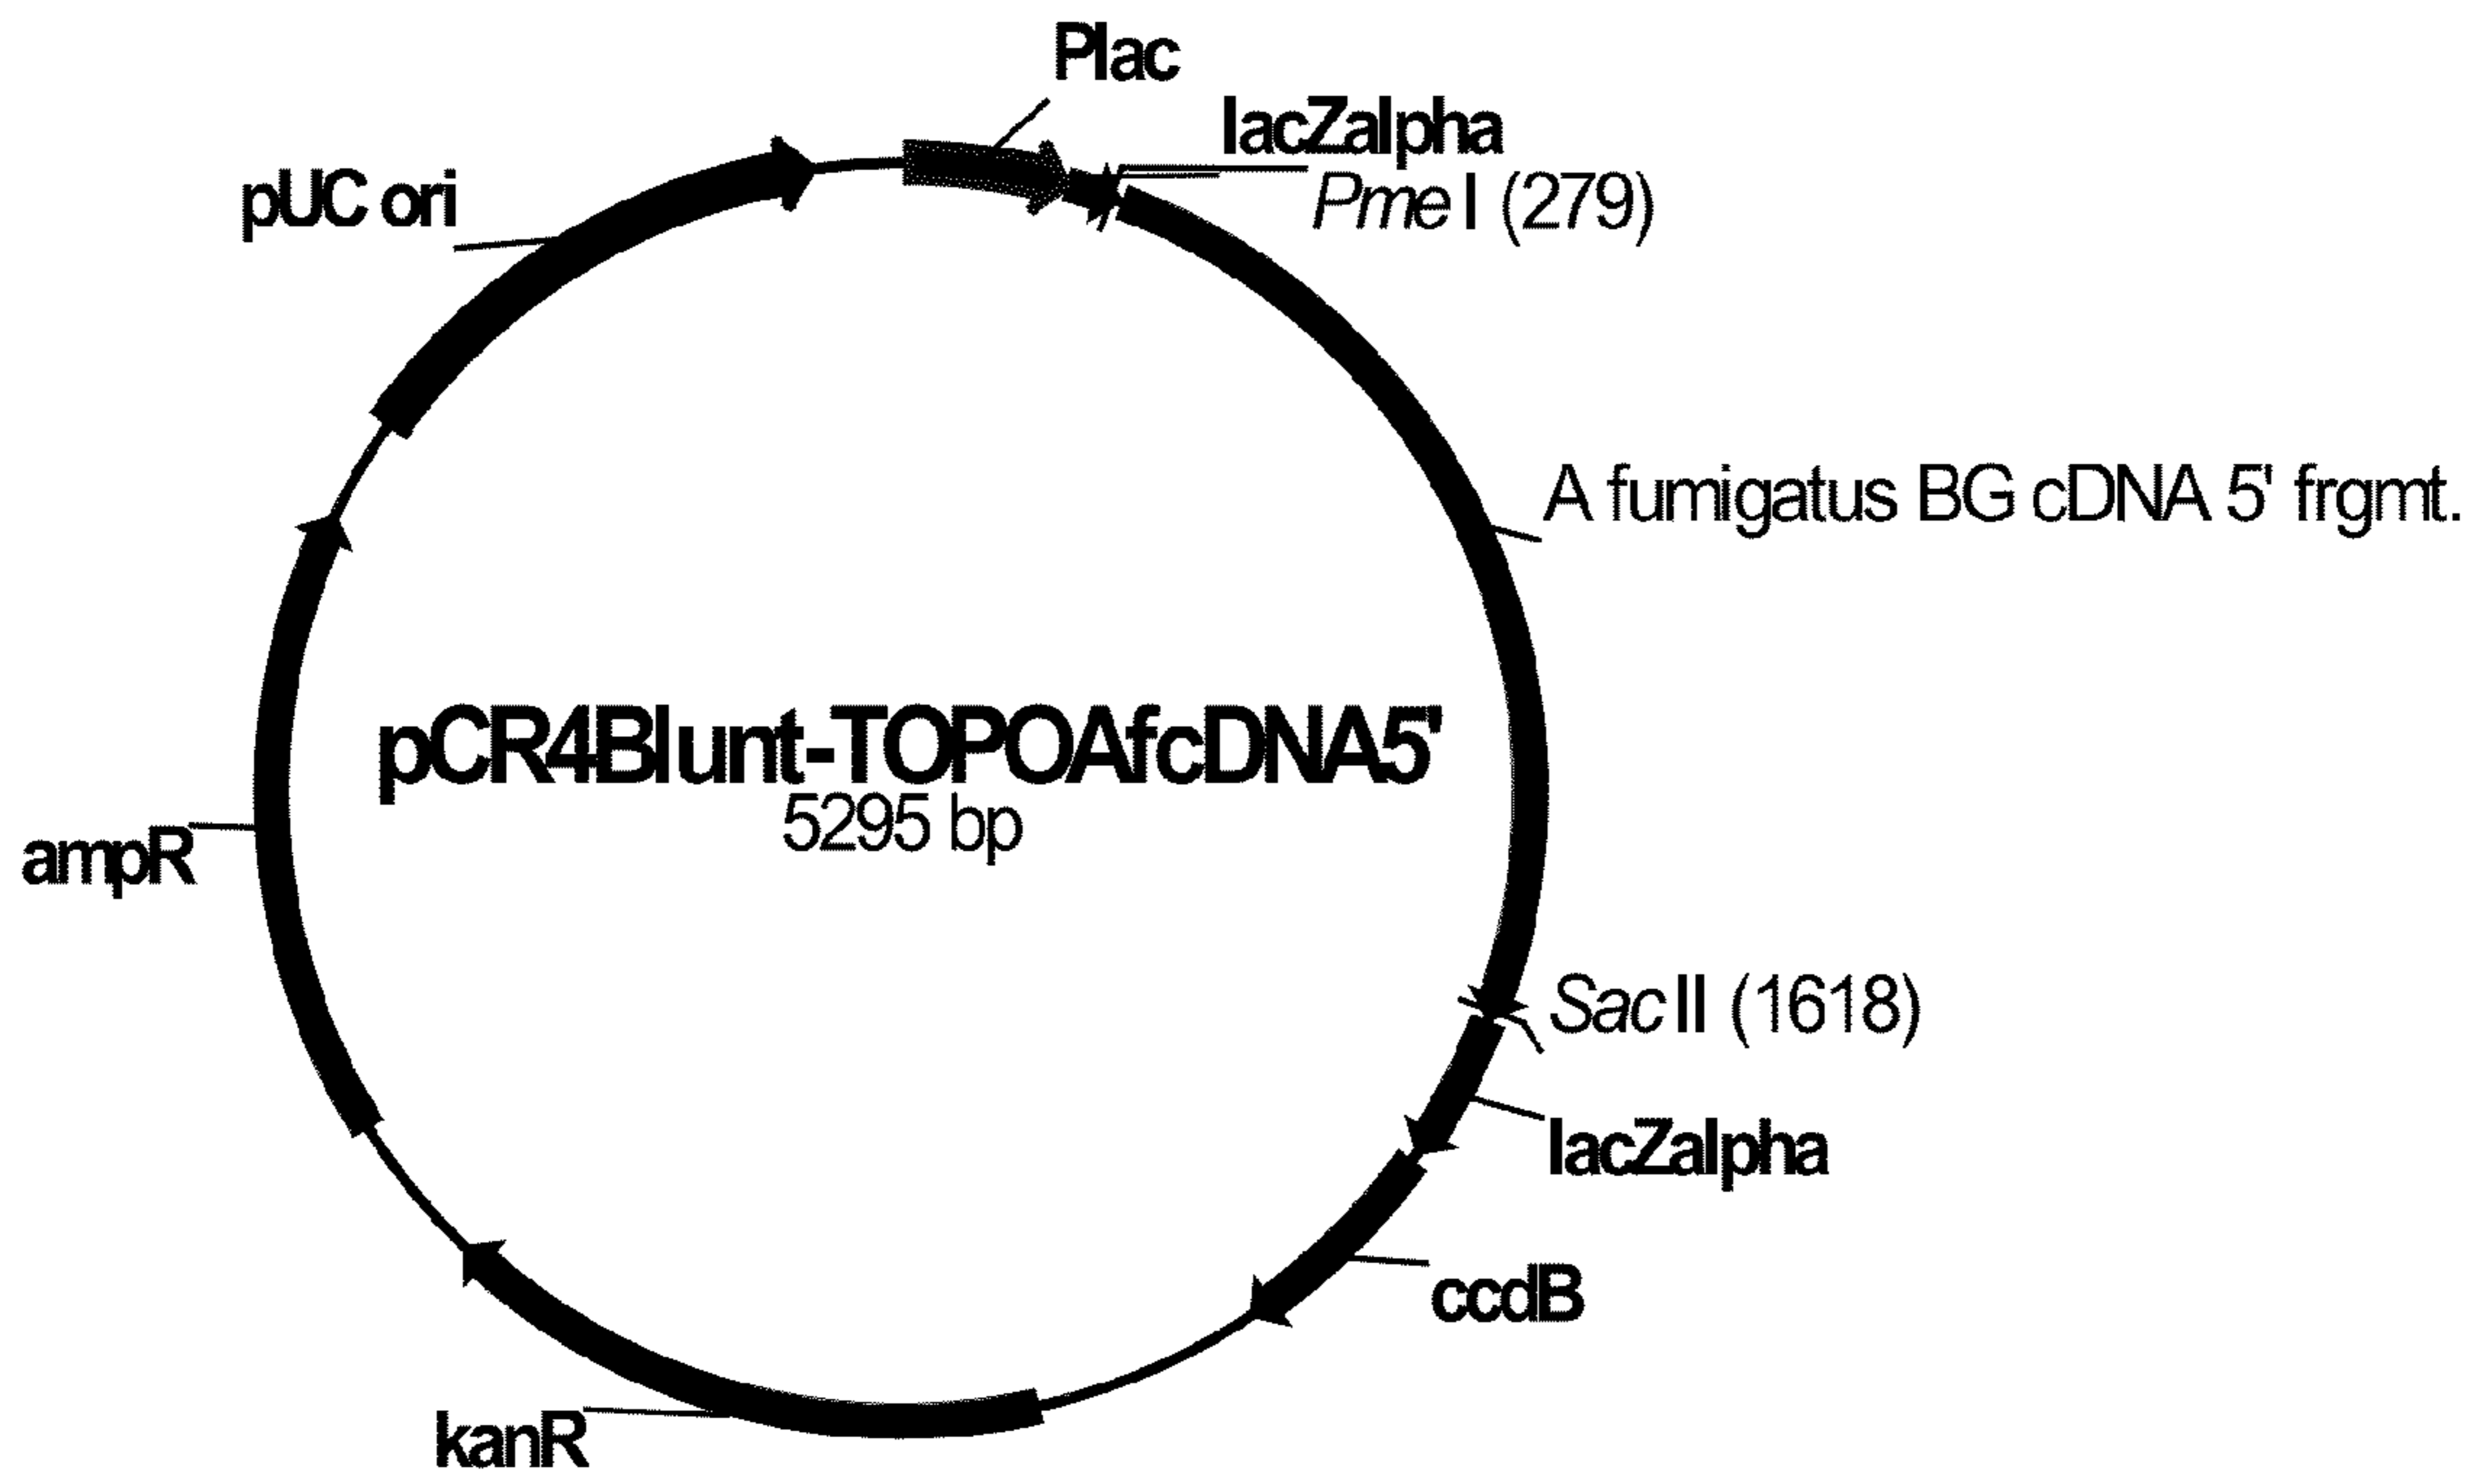 Plac
lacZalpha
PmeI (279)
pUC ori
A fumigatus BG cDNA 5' frgmt.
pCR4Blunt-TOPOAfcDNA5'
5295 bp
ampR
SacII (1618)
lacZalpha
ccdB
kanR